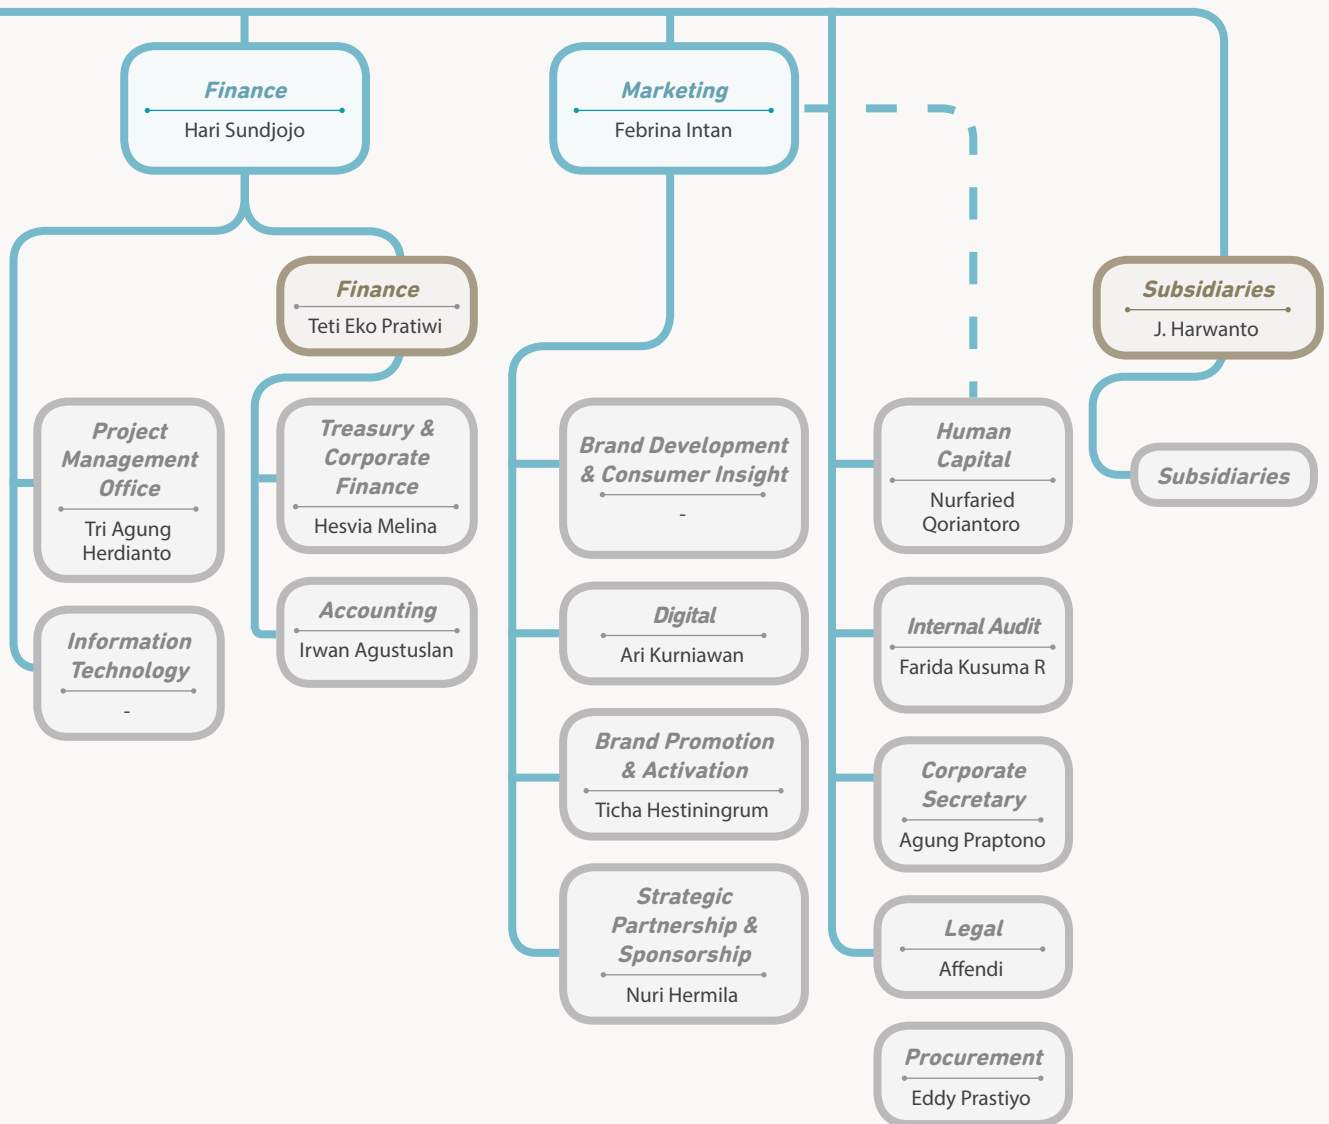 Finance
Hari Sundjojo
Marketing
Febrina Intan
Finance
Teti Eko Pratiwi
Subsidiaries
J. Harwanto
Project
Management
Office
Tri Agung
Herdianto
Information
Technology
-
Treasury &
Corporate
Finance
Hesvia Melina
Accounting
Irwan Agustuslan
Brand Development
& Consumer Insight
-
Digital
Ari Kurniawan
Brand Promotion
& Activation
Ticha Hestiningrum
Strategic
Partnership &
Sponsorship
Nuri Hermila
Human
Capital
Nurfaried
Qoriantoro
Internal Audit
Farida Kusuma R
Corporate
Secretary
Agung Praptono
Legal
Affendi
Procurement
Eddy Prastiyo
Subsidiaries